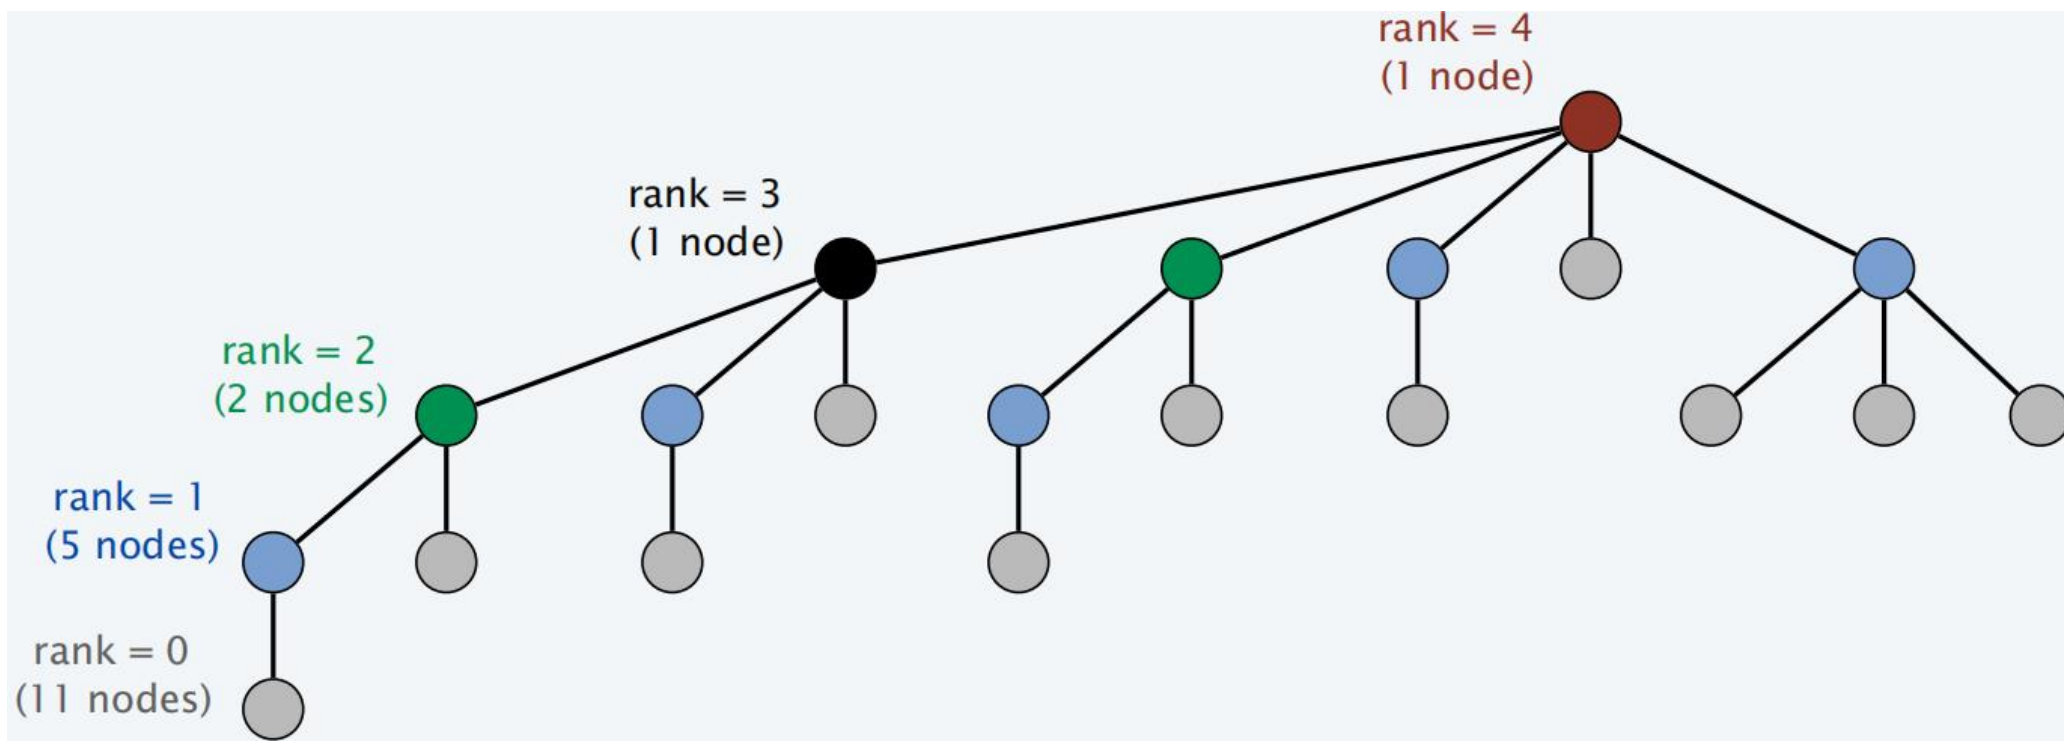 rank = 4
(1 node)
rank = 3
(1 node)
rank = 2
(2 nodes)
rank = 1
(5 nodes)
rank = 0
(11 nodes)